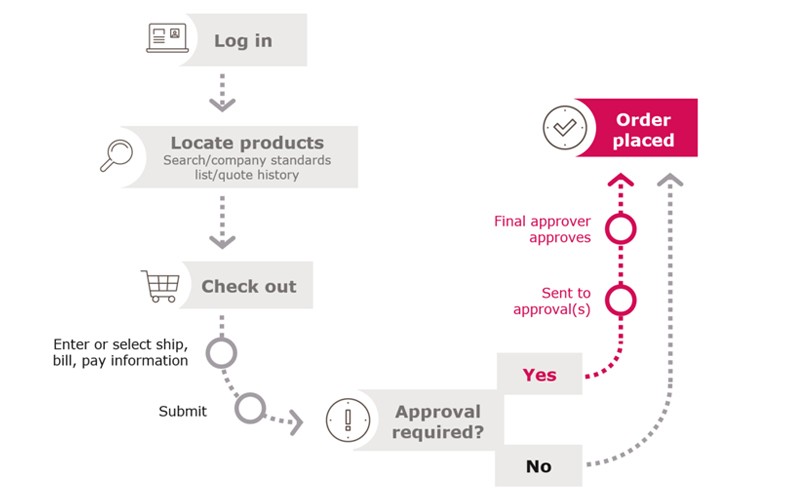 Log in
Locate products
Search/company standards
list/quote history
Check out
Enter or select ship,
bill, pay information
Submit
Approval
required?
Yes
No
Sent to
approval(s)
Final approver
approves
Order
placed